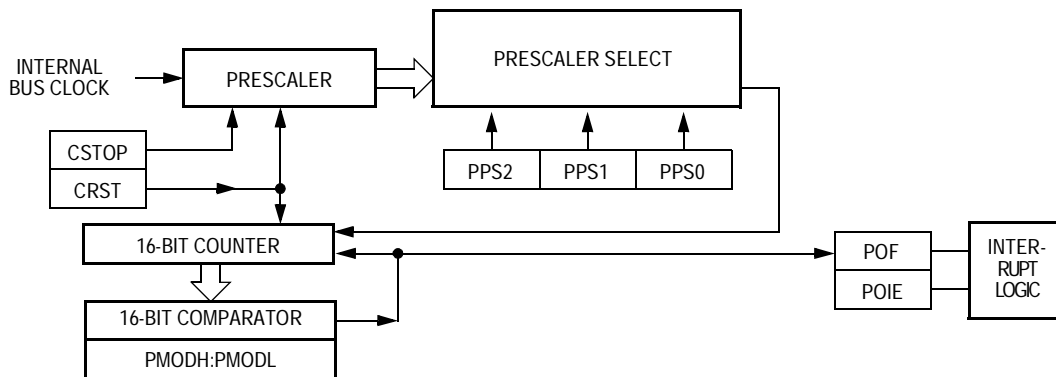 INTERNAL
BUS CLOCK
PRESCALER
PRESCALER SELECT
CSTOP
CRST
PPS2
PPS1
PPS0
16-BIT COUNTER
16-BIT COMPARATOR
PMODH:PMODL
POF
POIE
INTER-
RUPT
LOGIC